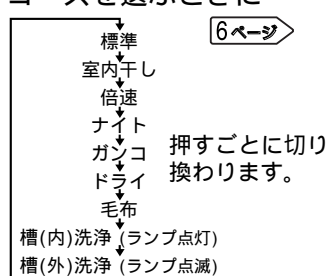 コースを選ぶときに
6ページ
標準
室内干し
倍速
ナイト
ガンコ
ドライ
毛布
槽(内)洗浄 (ランプ点灯)
槽(外)洗浄 (ランプ点滅)
押すごとに切り
換わります。